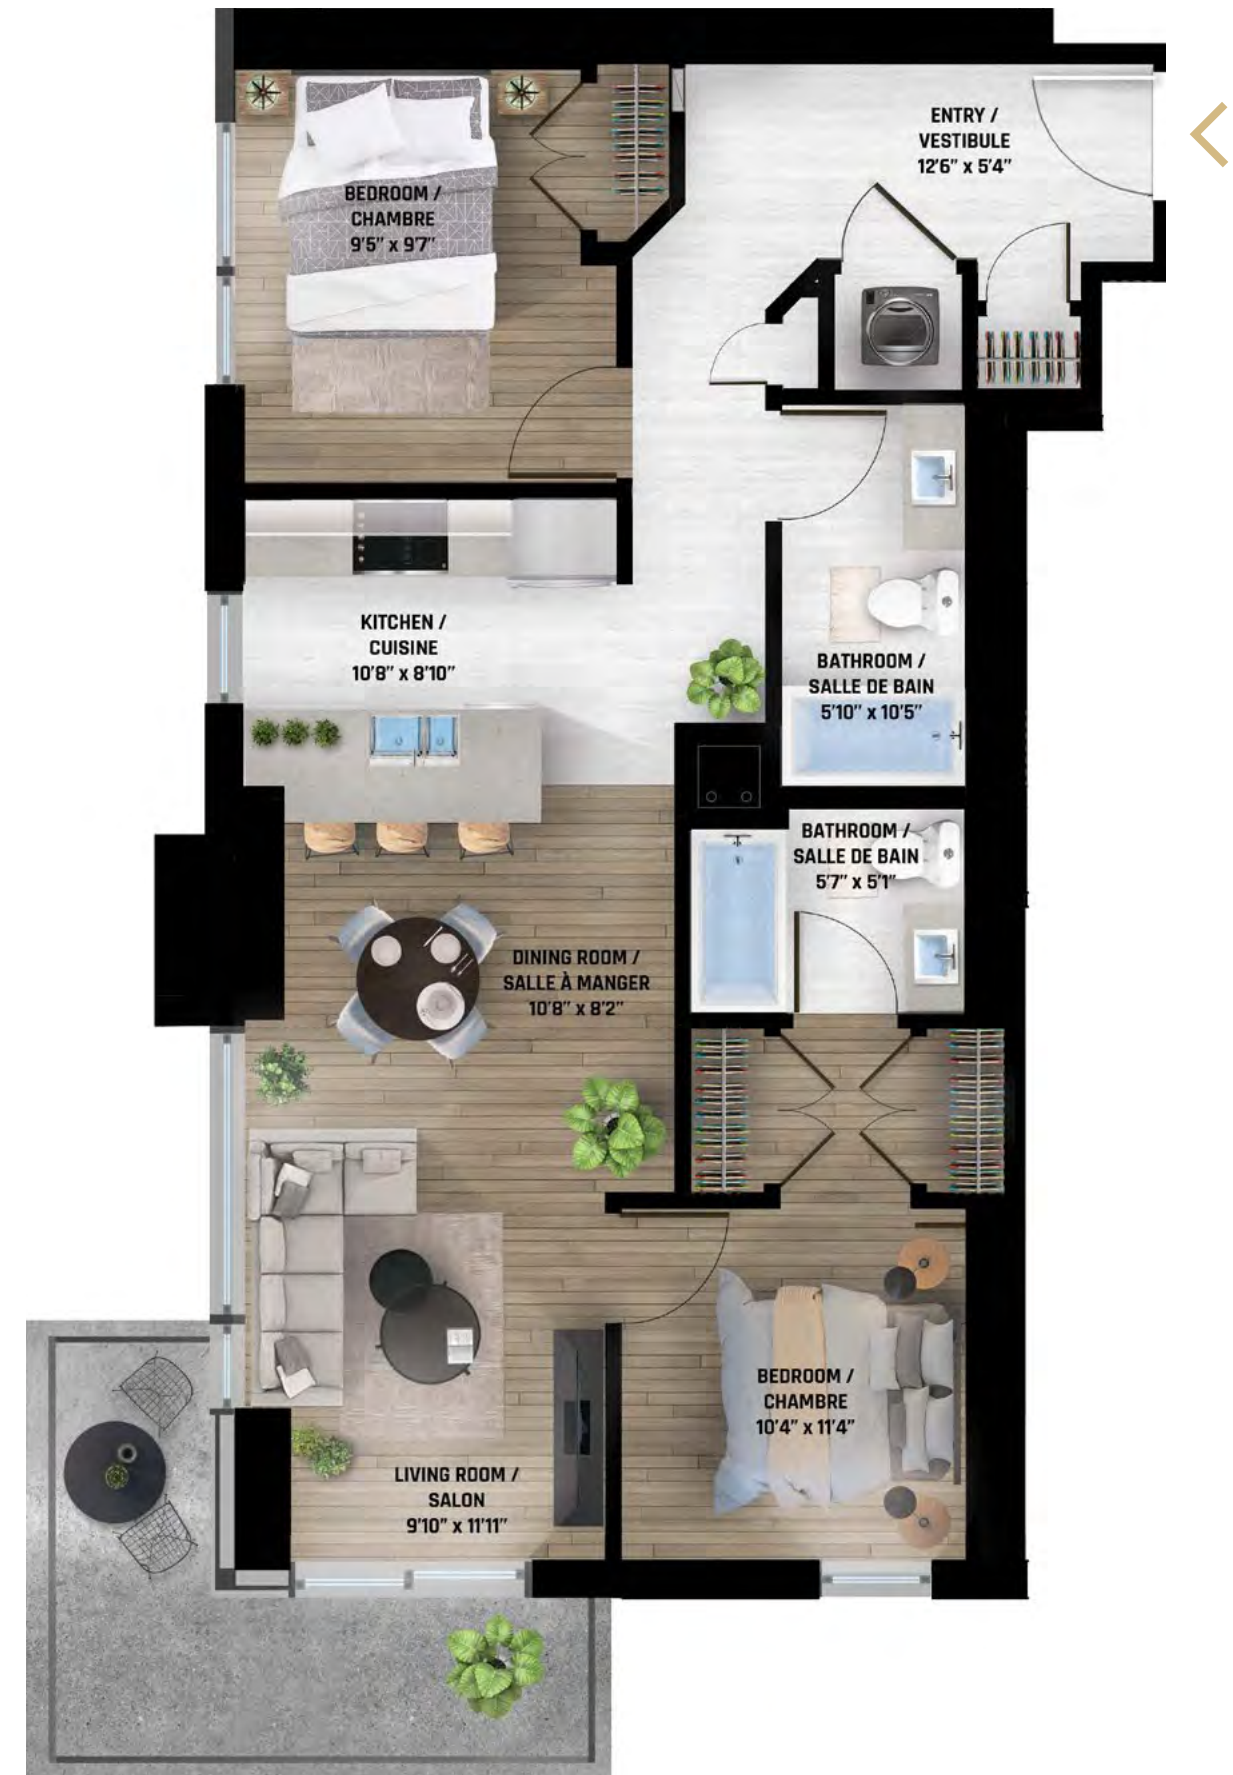 ENTRY /
VESTIBULE
12'6" x 5'4"
BEDROOM /
CHAMBRE
9'5" x 9'7"
KITCHEN /
CUISINE
10'8" x 8'10"
BATHROOM /
SALLE DE BAIN
5'10" x 10'5"
BATHROOM /
SALLE DE BAIN
5'7" x 5'1"
DINING ROOM /
SALLE À MANGER
10'8" x 8'2"
BEDROOM /
CHAMBRE
10'4" x 11'4"
LIVING ROOM /
SALON
9'10" x 11'11"